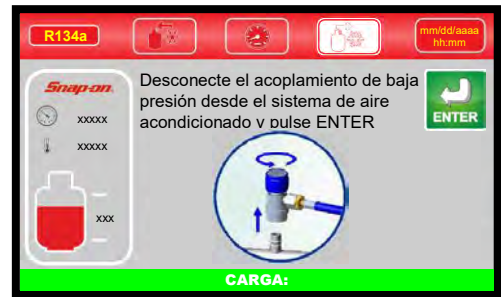 R134a
mm/dd/aaaa
hh:mm
Snap-on
xxxxx
xxxxx
xxx
Desconecte el acoplamiento de baja
presión desde el sistema de aire
acondicionado y pulse ENTER
ENTER
CARGA: